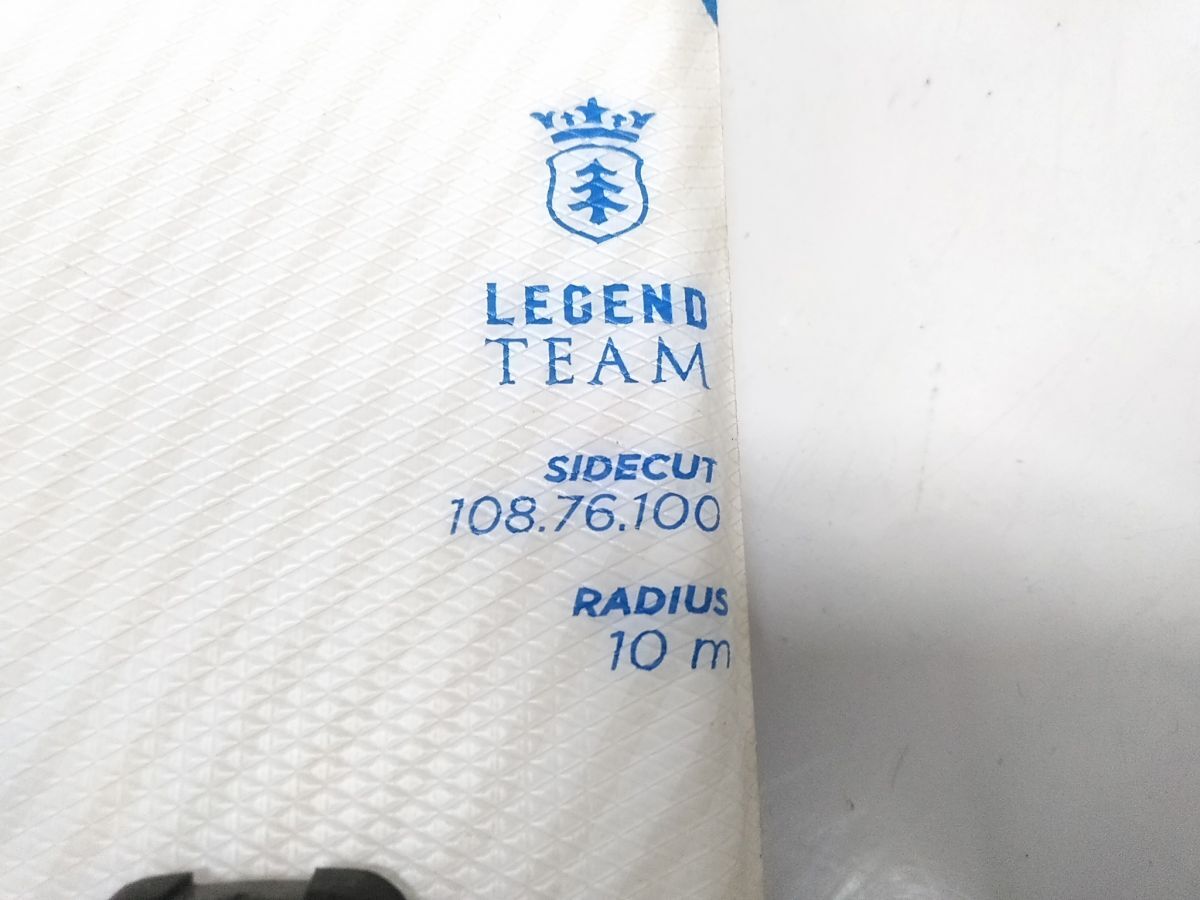 LEGEND
TEAM
SIDECUT
108.76.100
RADIUS
10 m